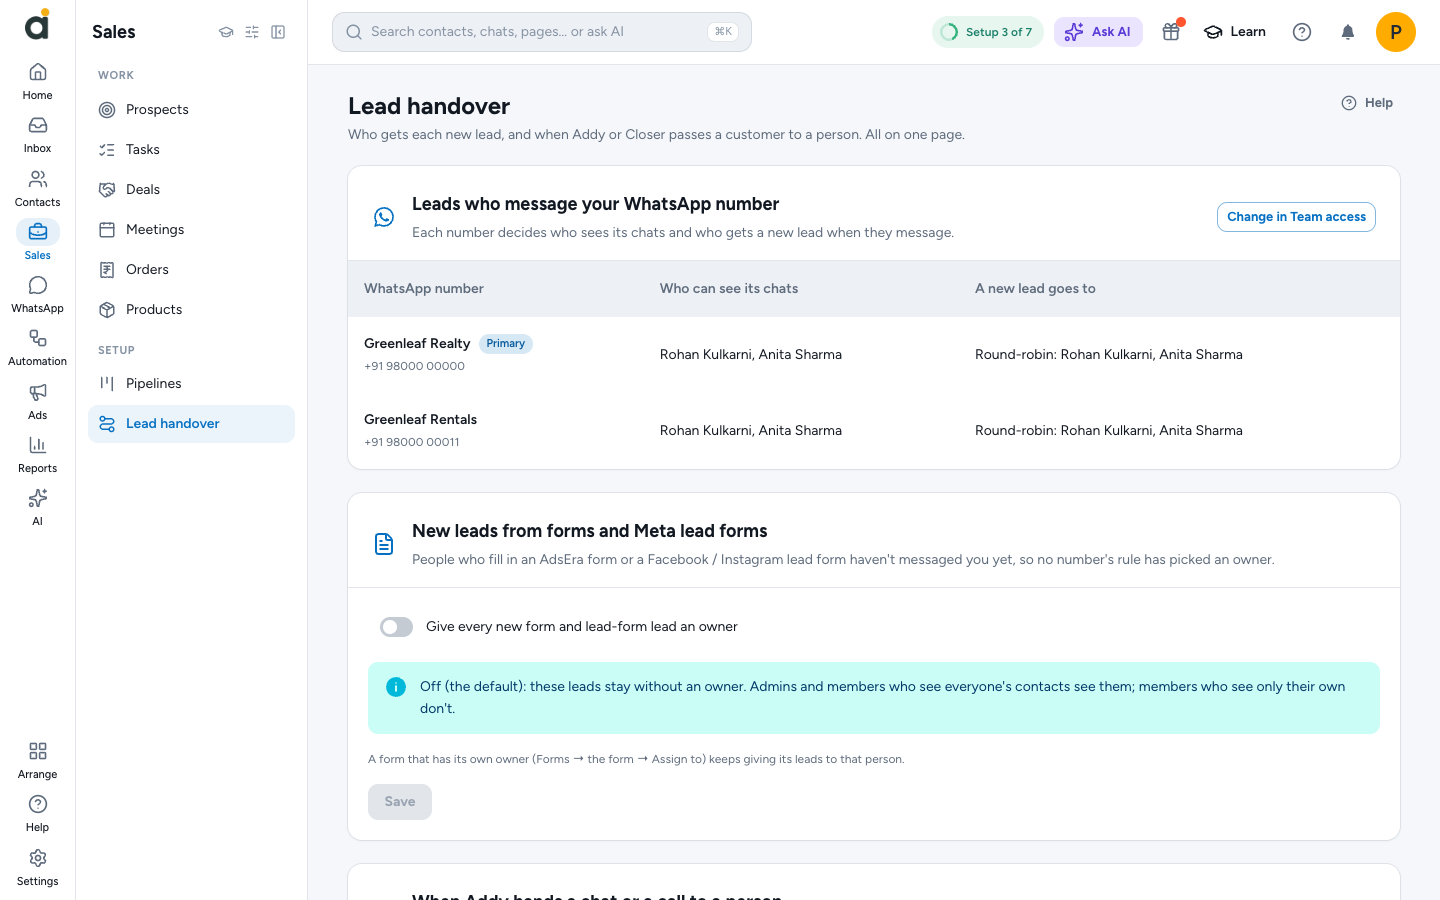 Sales
Search contacts, chats, pages... or ask AI
⌘K
Setup 3 of 7
Ask AI
Learn
P
Home
Inbox
Contacts
Sales
WhatsApp
Automation
Ads
Reports
AI
Arrange
Help
Settings
WORK
Prospects
Tasks
Deals
Meetings
Orders
Products
SETUP
Pipelines
Lead handover
Lead handover
Help
Who gets each new lead, and when Addy or Closer passes a customer to a person. All on one page.
Leads who message your WhatsApp number
Each number decides who sees its chats and who gets a new lead when they message.
Change in Team access
WhatsApp number Who can see its chats A new lead goes to
Greenleaf Realty Primary
+91 98000 00000
Rohan Kulkarni, Anita Sharma
Round-robin: Rohan Kulkarni, Anita Sharma
Greenleaf Rentals
+91 98000 00011
Rohan Kulkarni, Anita Sharma
Round-robin: Rohan Kulkarni, Anita Sharma
New leads from forms and Meta lead forms
People who fill in an AdsEra form or a Facebook / Instagram lead form haven't messaged you yet, so no number's rule has picked an owner.
Give every new form and lead-form lead an owner
Off (the default): these leads stay without an owner. Admins and members who see everyone's contacts see them; members who see only their own
don't.
A form that has its own owner (Forms → the form → Assign to) keeps giving its leads to that person.
Save
When Addy hands a chat or a call to a person